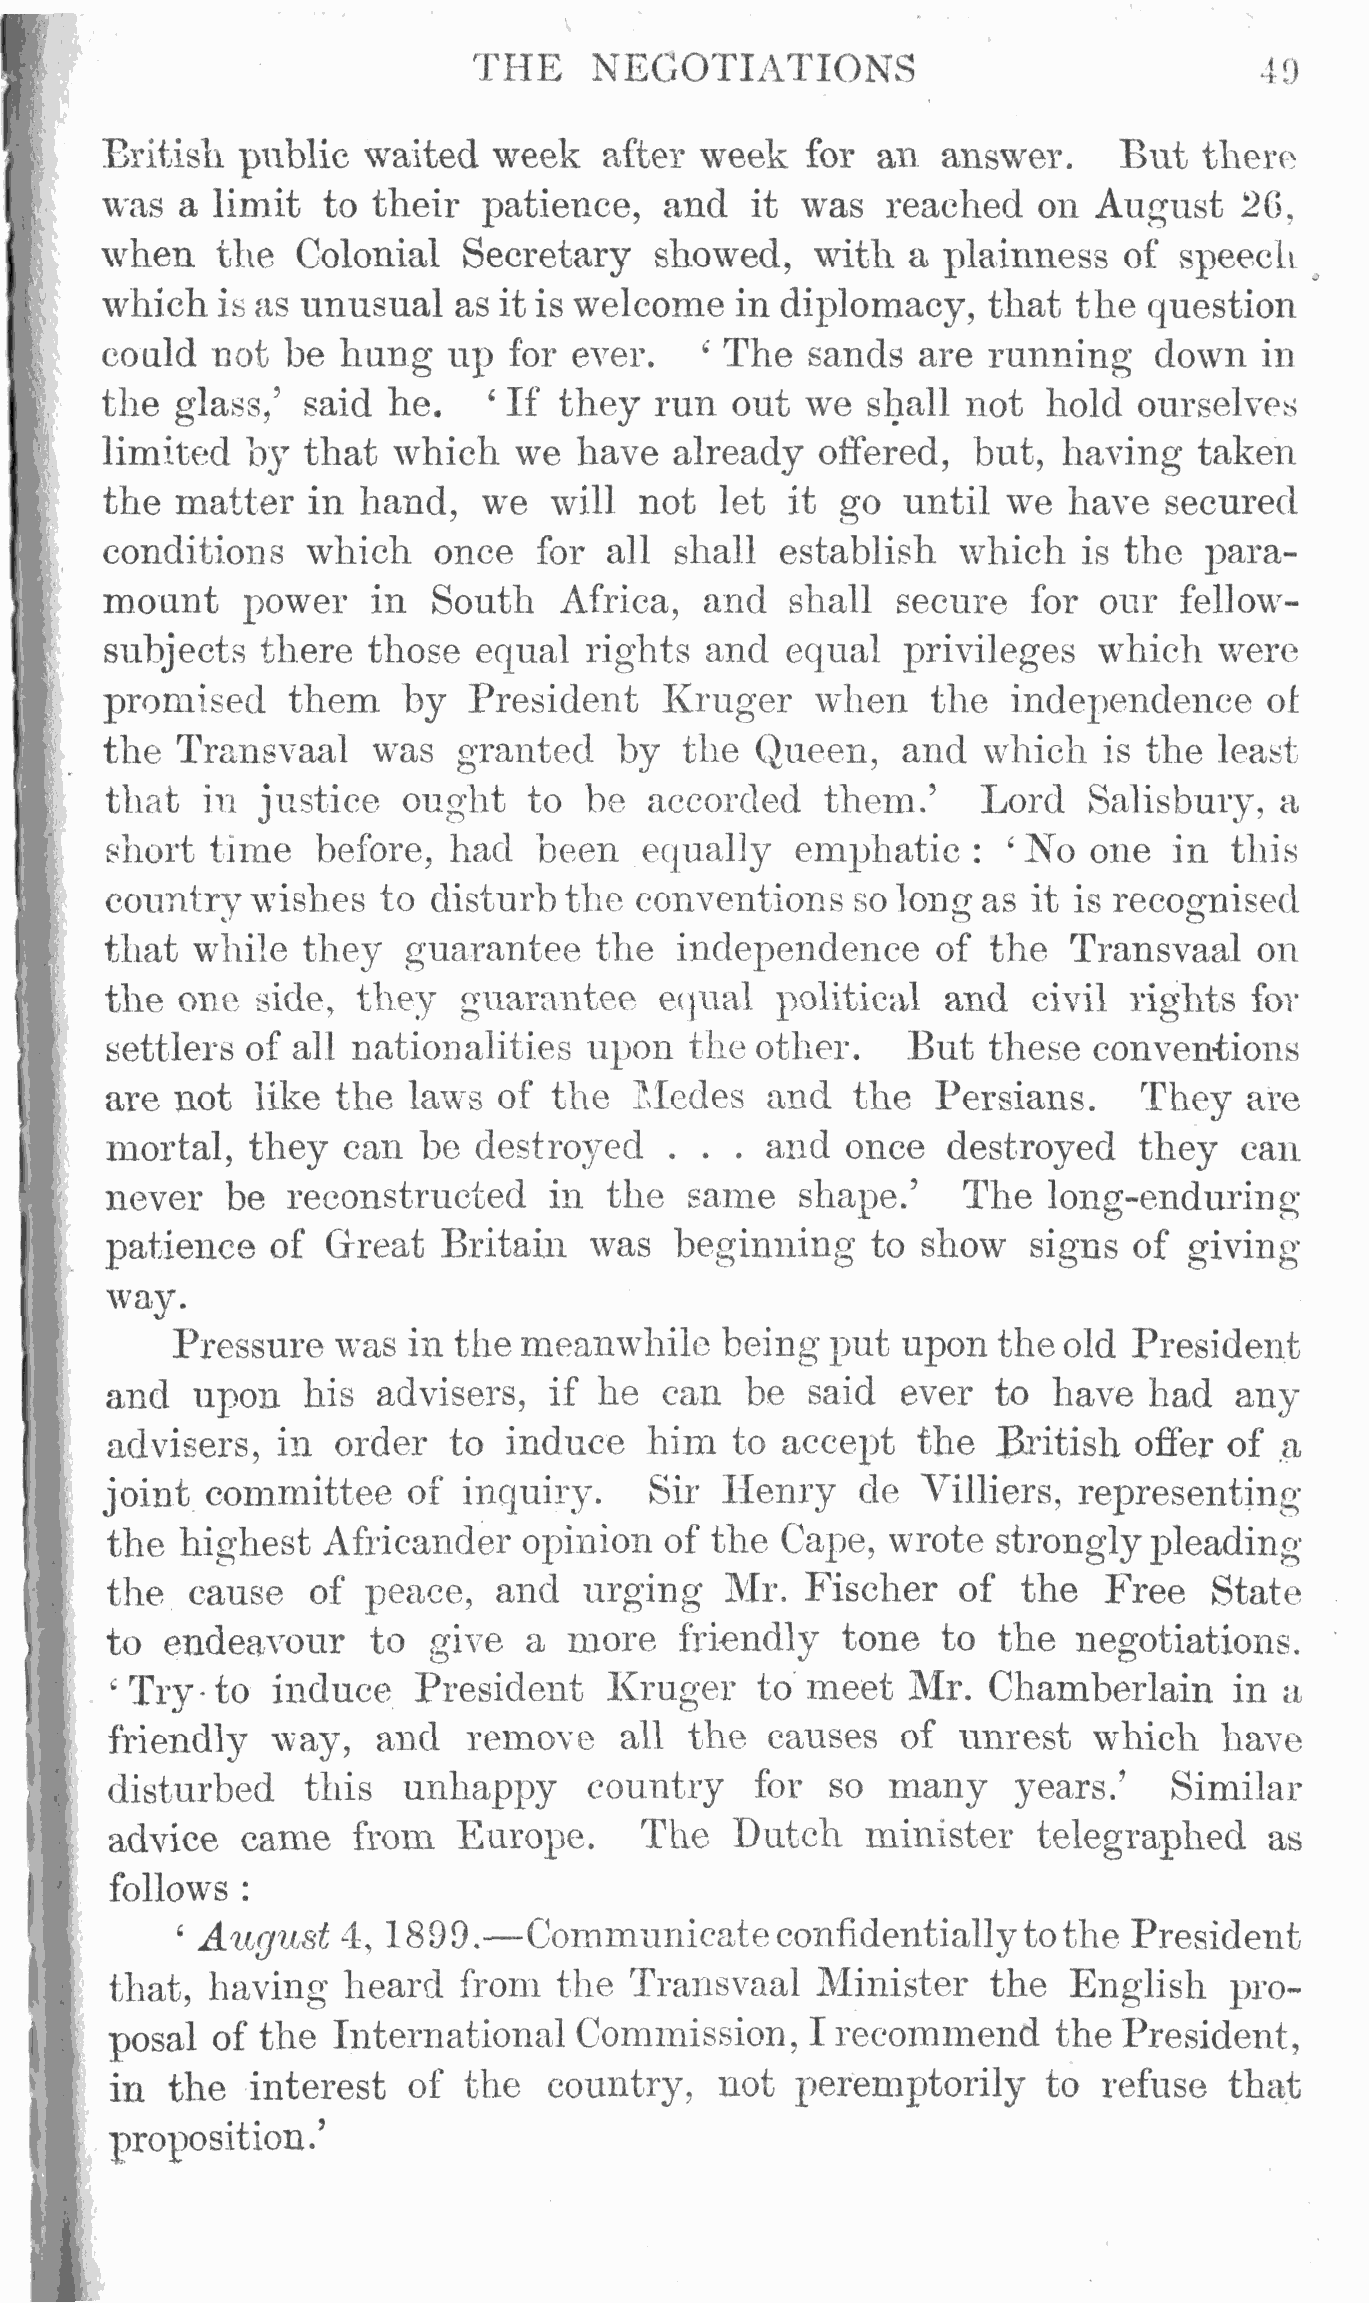 THE NEGOTIATIONS 49
British public waited week after week for an answer. But there
was a limit to their patience, and it was reached on August 26,
when the Colonial Secretary showed, with a plainness of speech
which is as unusual as it is welcome in diplomacy, that the question
could not be hung up for ever. ‘ The sands are running down in
the glass,’ said he. ‘ If they run out we shall not hold ourselves
limited by that which we have already offered, but, having taken
the matter in hand, we will not let it go until we have secured
conditions which once for all shall establish which is the para-
mount power in South Africa, and shall secure for our fellow-
subjects there those equal rights and equal privileges which were
promised them by President Kruger when the independence of
the Transvaal was granted by the Queen, and which is the least
that in justice ought to be accorded them.’ Lord Salisbury, a
short time before, had been equally emphatic : ‘ No one in this
country wishes to disturb the conventions so long as it is recognised
that while they guarantee the independence of the Transvaal on
the one side, they guarantee equal political and civil rights for
settlers of all nationalities upon the other. But these conventions
are not like the laws of the Medes and the Persians. They are
mortal, they can be destroyed . . . and once destroyed they can
never be reconstructed in the same shape.’ The long-enduring
patience of Great Britain was beginning to show signs of giving
way.
Pressure was in the meanwhile being put upon the old President
and upon his advisers, if he can be said ever to have had any
advisers, in order to induce him to accept the British offer of a
joint committee of inquiry. Sir Henry de Villiers, representing
the highest Africander opinion of the Cape, wrote strongly pleading
the cause of peace, and urging Mr. Fischer of the Free State
to endeavour to give a more friendly tone to the negotiations.
‘ Try to induce President Kruger to meet Mr. Chamberlain in a
friendly way, and remove all the causes of unrest which have
disturbed this unhappy country for so many years.’ Similar
advice came from Europe. The Dutch minister telegraphed as
follows :
‘ August 4, 1899.—Communicate confidentially to the President
that, having heard from the Transvaal Minister the English pro-
posal of the International Commission, I recommend the President,
in the interest of the country, not peremptorily to refuse that
proposition.’